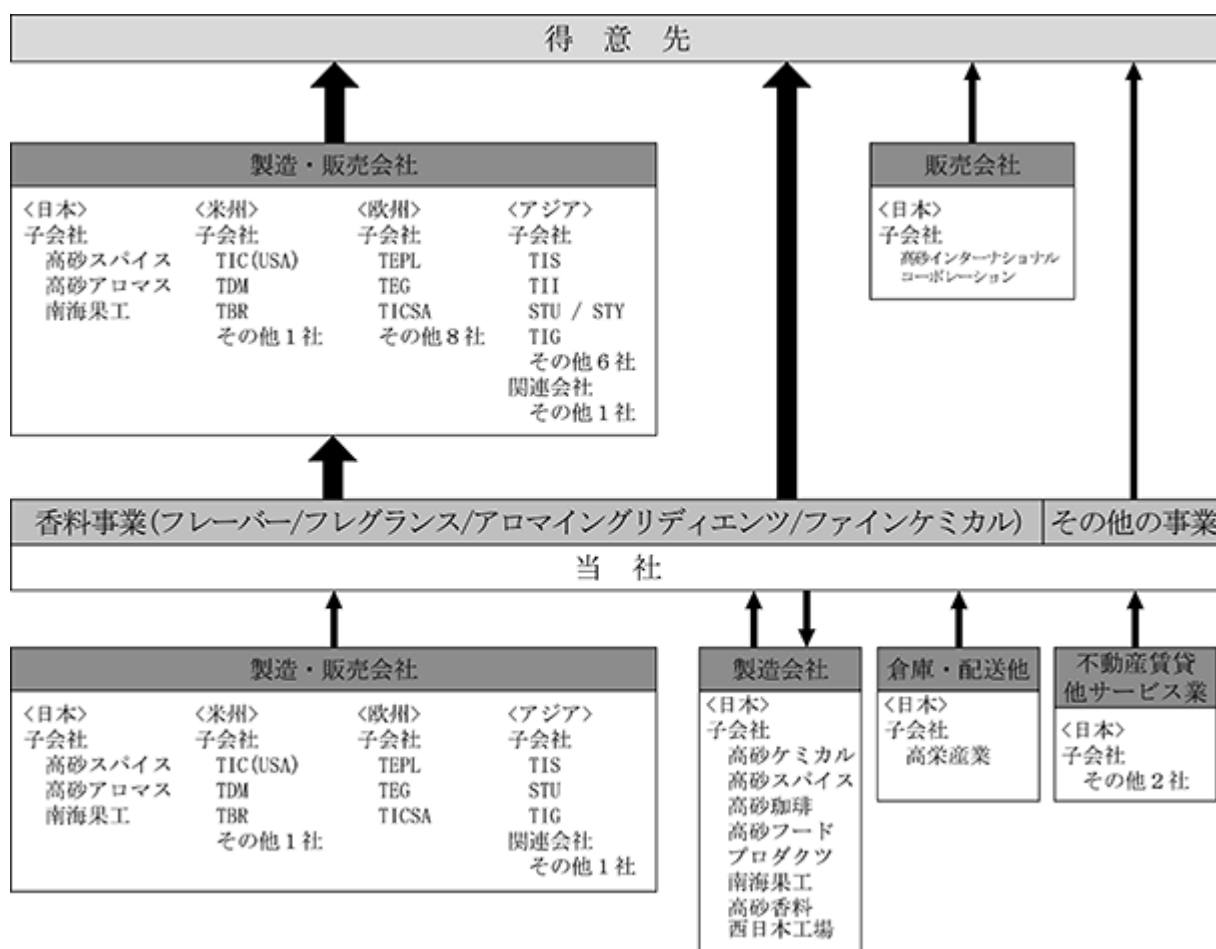 得意先
製造・販売会社
<日本>
子会社
高砂スパイス
高砂アロマス
南海果工
<米州>
子会社
TIC(USA)
TDM
TBR
その他1社
<欧州>
子会社
TEPL
TEG
TICSA
その他8社
<アジア>
子会社
TIS
TII
STU / STY
TIG
その他6社
関連会社
その他1社
販売会社
<日本>
子会社
高砂インターナショナル
コーポレーション
香料事業(フレーバー/フレグランス/アロマイングリディエンツ/ファインケミカル)
その他の事業
当社
製造・販売会社
<日本>
子会社
高砂スパイス
高砂アロマス
南海果工
<米州>
子会社
TIC(USA)
TDM
TBR
その他1社
<欧州>
子会社
TEPL
TEG
TICSA
<アジア>
子会社
TIS
STU
TIG
関連会社
その他1社
製造会社
<日本>
子会社
高砂ケミカル
高砂スパイス
高砂珈琲
高砂フード
プロダクツ
南海果工
高砂香料
西日本工場
倉庫・配送他
<日本>
子会社
高栄産業
不動産賃貸
他サービス業
<日本>
子会社
その他2社